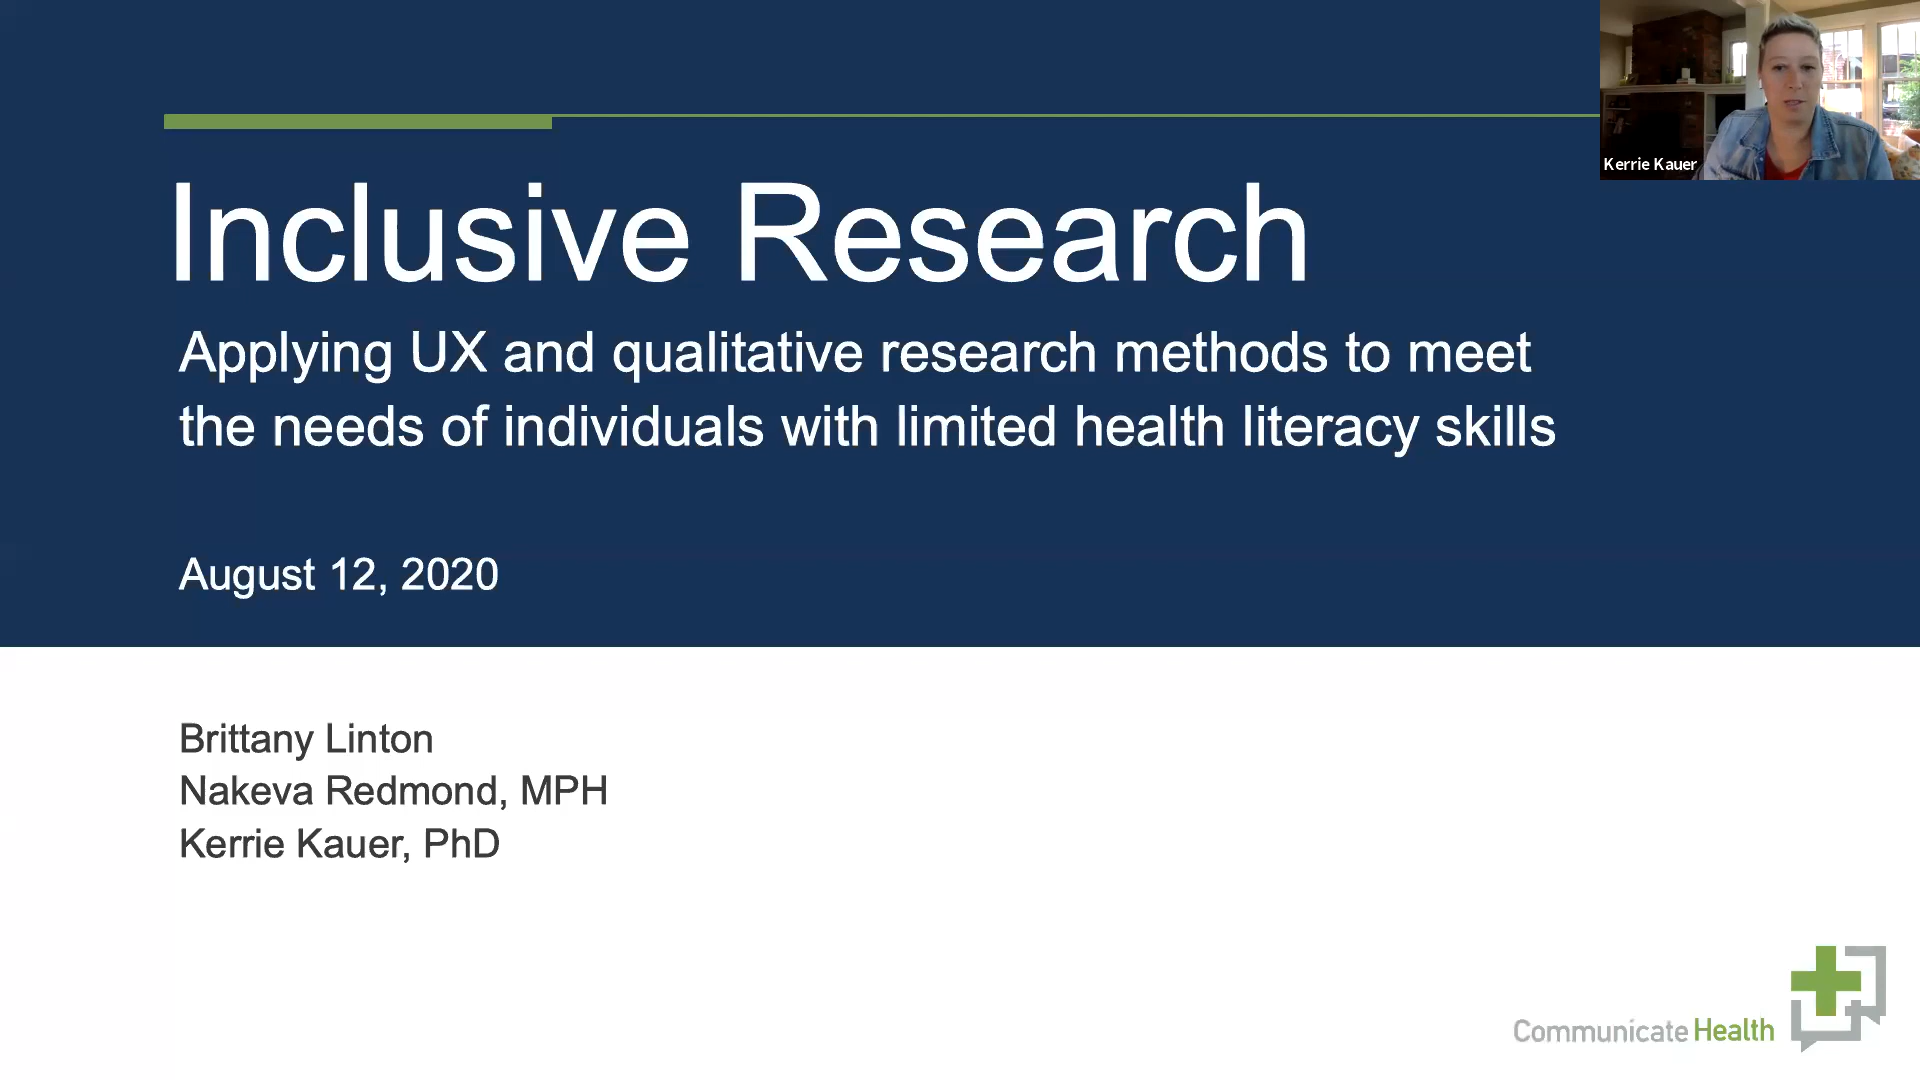 Kerrie Kauer
Inclusive Research
Applying UX and qualitative research methods to meet
the needs of individuals with limited health literacy skills
August 12, 2020
Brittany Linton
Nakeva Redmond, MPH
Kerrie Kauer, PhD
CommunicateHealth